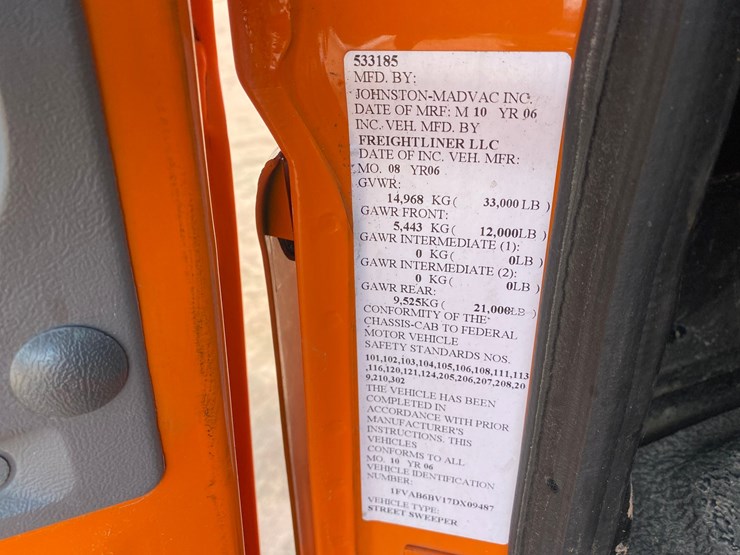 533185
MFD. BY:
JOHNSTON-MADVAC INC.
DATE OF MRF: M 10 YR 06
INC. VEH. MFD. BY
FREIGHTLINER LLC
DATE OF INC. VEH. MFR:
MO. 08 YR06
GVWR:
14,968 KG ( 33,000 LB )
GAWR FRONT:
5,443 KG ( 12,000LB )
GAWR INTERMEDIATE (1):
0 KG ( 0LB )
GAWR INTERMEDIATE (2):
0 KG ( 0LB )
GAWR REAR:
9,525KG ( 21,000LB )
CONFORMITY OF THE
CHASSIS-CAB TO FEDERAL
MOTOR VEHICLE
SAFETY STANDARDS NOS.
101,102,103,104,105,106,108,111,113
,116,120,121,124,205,206,207,208,20
9,210,302
THE VEHICLE HAS BEEN
COMPLETED IN
ACCORDANCE WITH PRIOR
MANUFACTURER'S
INSTRUCTIONS. THIS
VEHICLES
CONFORMS TO ALL
MO. 10 YR 06
VEHICLE IDENTIFICATION
NUMBER:
1FVAB6BV17DX09487
VEHICLE TYPE:
STREET SWEEPER